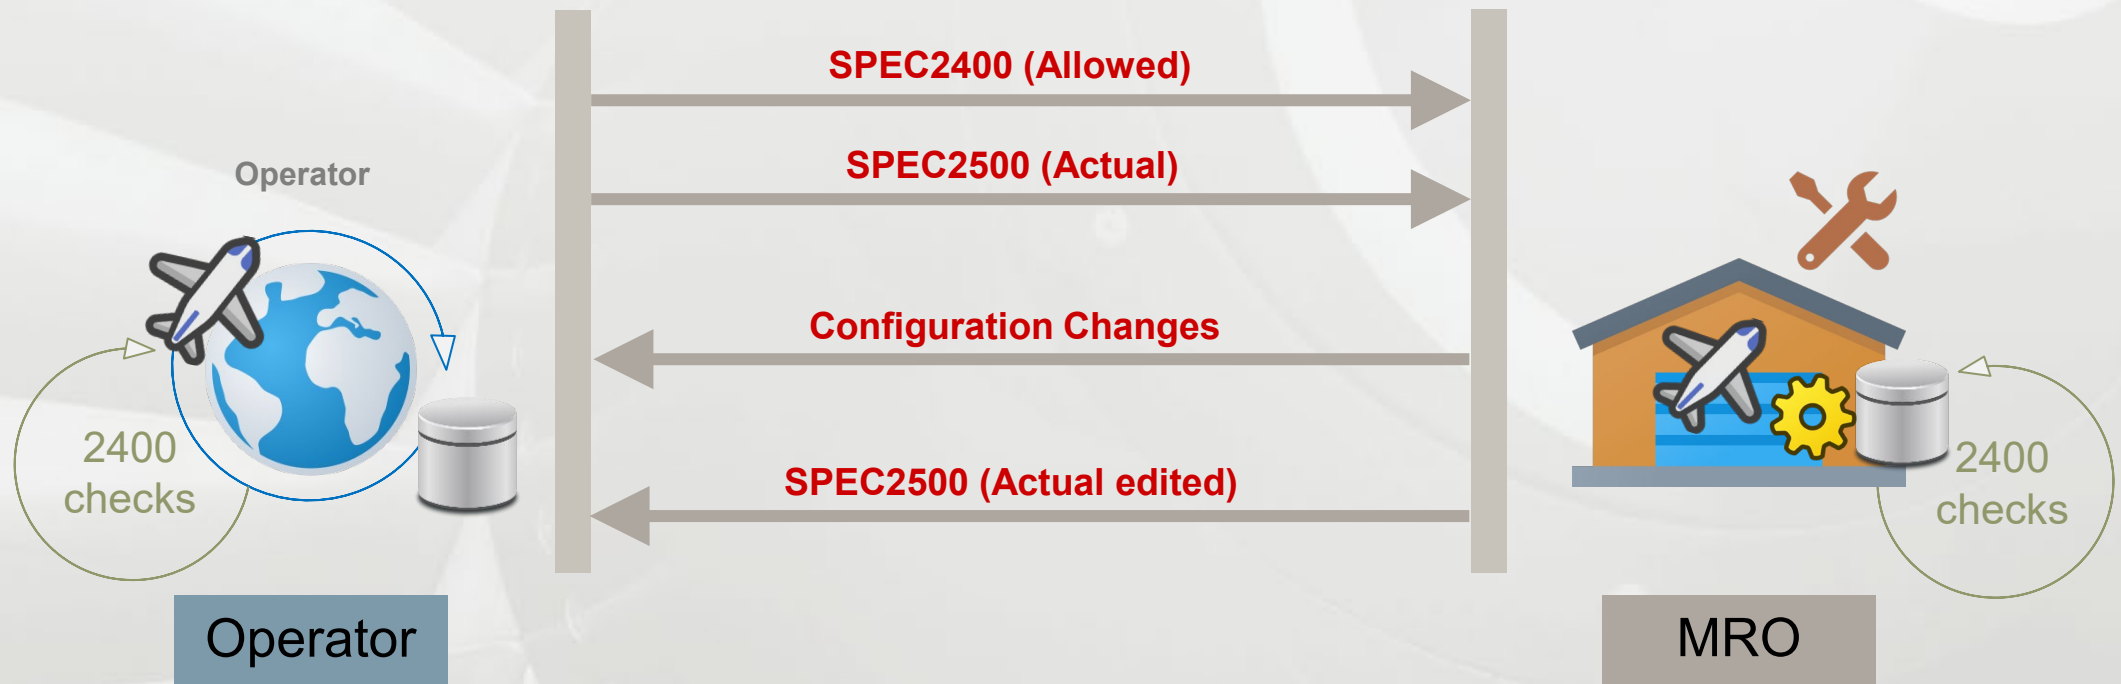 SPEC2400 (Allowed)
SPEC2500 (Actual)
Operator
Configuration Changes
2400
checks
SPEC2500 (Actual edited)
2400
checks
Operator
MRO